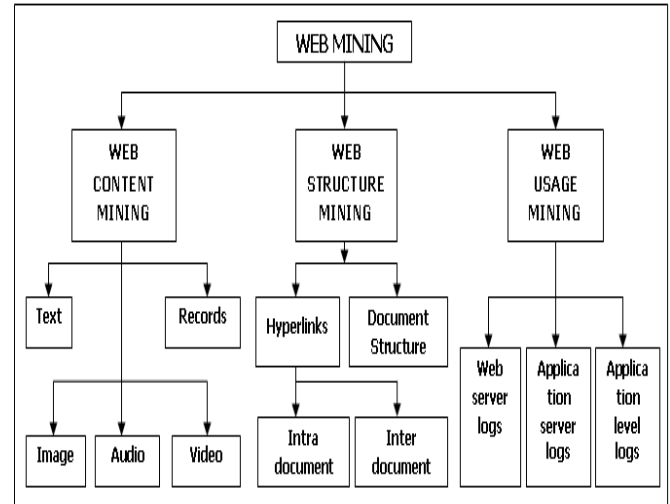 WEB MINING
WEB
CONTENT
MINING
WEB
STRUCTURE
MINING
WEB
USAGE
MINING
Text
Records
Hyperlinks
Document
Structure
Image
Audio
Video
Intra
document
Inter
document
Web
server
logs
Applica
tion
server
logs
Applica
tion
level
logs